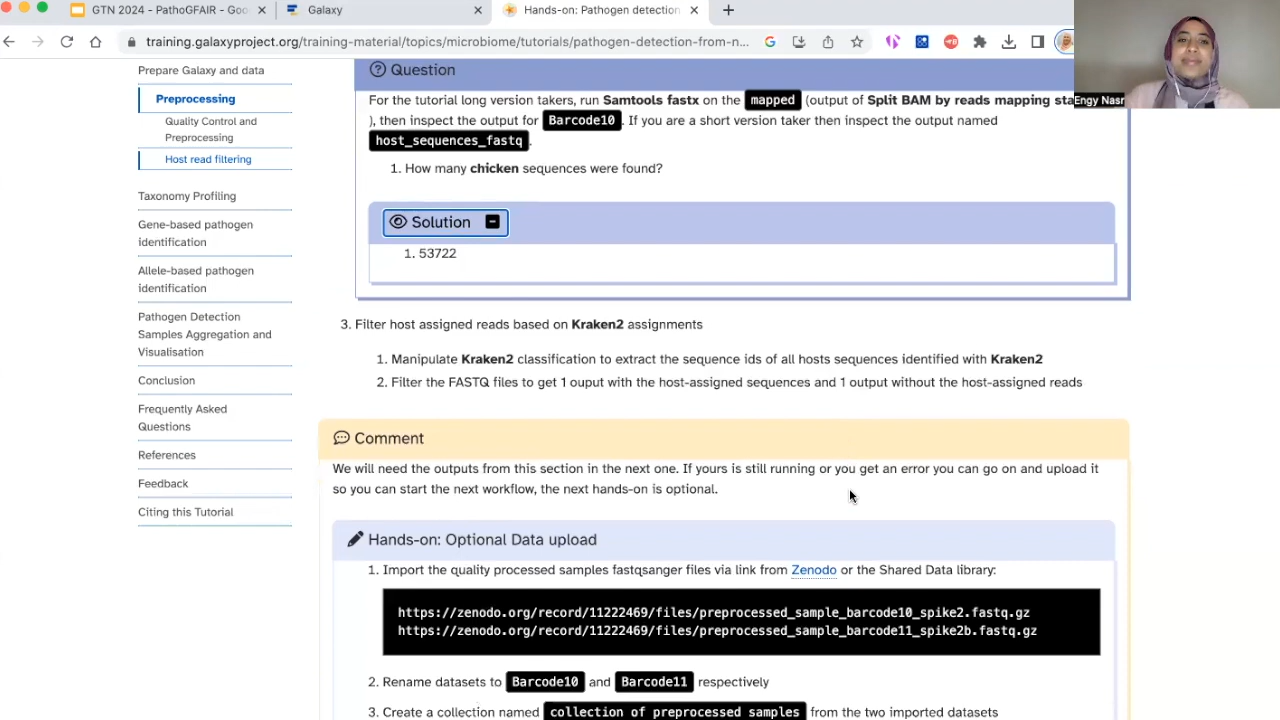 GTN 2024 - PathoGFAIR - Goo
Galaxy
Hands-on: Pathogen detection
training.galaxyproject.org/training-material/topics/microbiome/tutorials/pathogen-detection-from-n...
Engy Nasr
Prepare Galaxy and data
Preprocessing
Quality Control and
Preprocessing
Host read filtering
Taxonomy Profiling
Gene-based pathogen
identification
Allele-based pathogen
identification
Pathogen Detection
Samples Aggregation and
Visualisation
Conclusion
Frequently Asked
Questions
References
Feedback
Citing this Tutorial
Question
For the tutorial long version takers, run Samtools fastx on the mapped (output of Split BAM by reads mapping sta
), then inspect the output for Barcode10. If you are a short version taker then inspect the output named
host_sequences_fastq.
1. How many chicken sequences were found?
Solution
1. 53722
3. Filter host assigned reads based on Kraken2 assignments
1. Manipulate Kraken2 classification to extract the sequence ids of all hosts sequences identified with Kraken2
2. Filter the FASTQ files to get 1 ouput with the host-assigned sequences and 1 output without the host-assigned reads
Comment
We will need the outputs from this section in the next one. If yours is still running or you get an error you can go on and upload it
so you can start the next workflow, the next hands-on is optional.
Hands-on: Optional Data upload
1. Import the quality processed samples fastqsanger files via link from Zenodo or the Shared Data library:
https://zenodo.org/record/11222469/files/preprocessed_sample_barcode10_spike2.fastq.gz
https://zenodo.org/record/11222469/files/preprocessed_sample_barcode11_spike2b.fastq.gz
2. Rename datasets to Barcode10 and Barcode11 respectively
3. Create a collection named collection of preprocessed samples from the two imported datasets